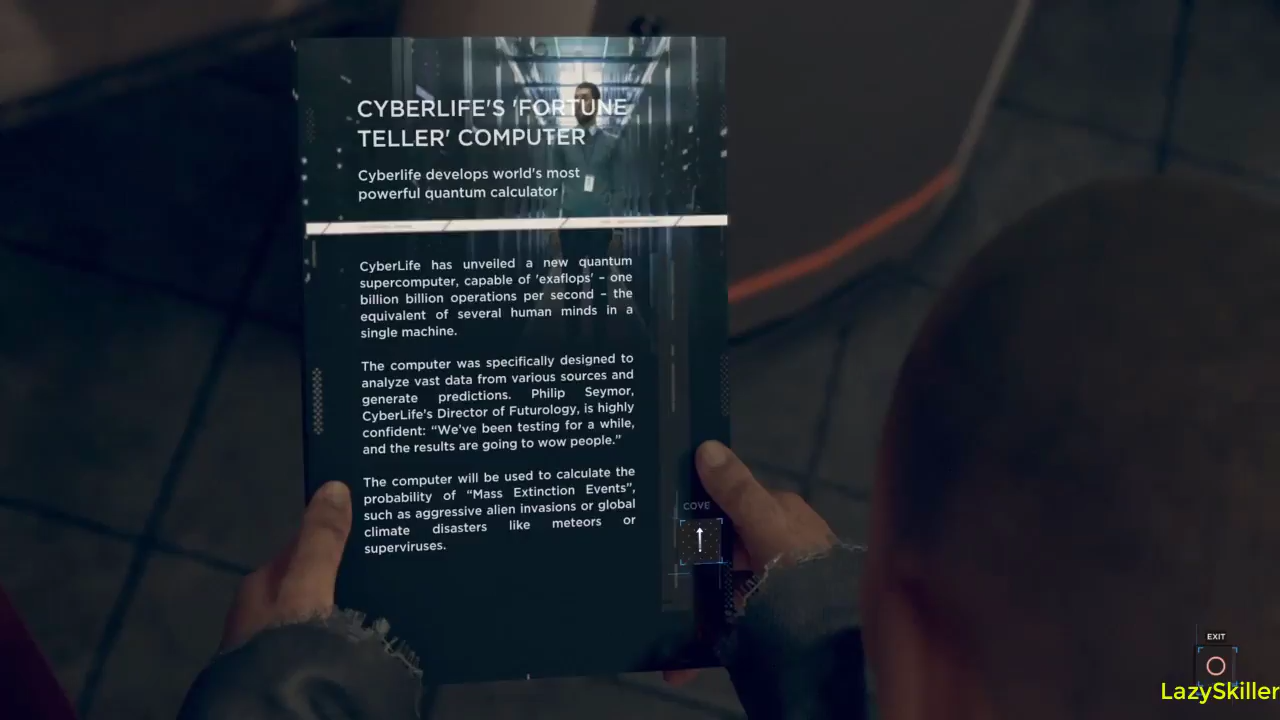 CYBERLIFE'S 'FORTUNE
TELLER' COMPUTER
Cyberlife develops world's most
powerful quantum calculator
CyberLife has unveiled a new quantum
supercomputer, capable of 'exaflops' – one
billion billion operations per second – the
equivalent of several human minds in a
single machine.
The computer was specifically designed to
analyze vast data from various sources and
generate predictions. Philip Seymor,
CyberLife's Director of Futurology, is highly
confident: “We've been testing for a while,
and the results are going to wow people.”
The computer will be used to calculate the
probability of “Mass Extinction Events”,
such as aggressive alien invasions or global
climate disasters like meteors or
superviruses.
COVE
EXIT
LazySkiller